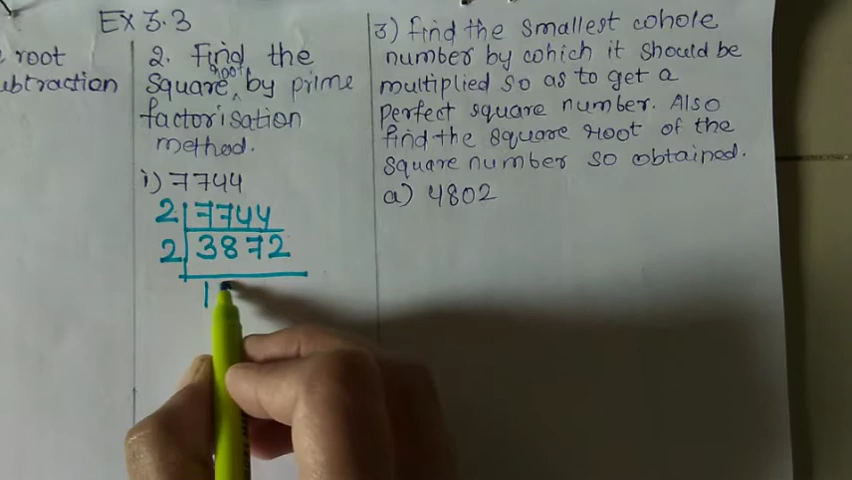 Ex 3.3
root
ubtraction
2. Find the
square root by prime
factorisation
method.
i) 7744
2 | 7744
2 | 3872
1
3) find the smallest cohole
number by cohich it should be
multiplied so as to get a
perfect square number. Also
find the square root of the
square number so obtained.
a) 4802